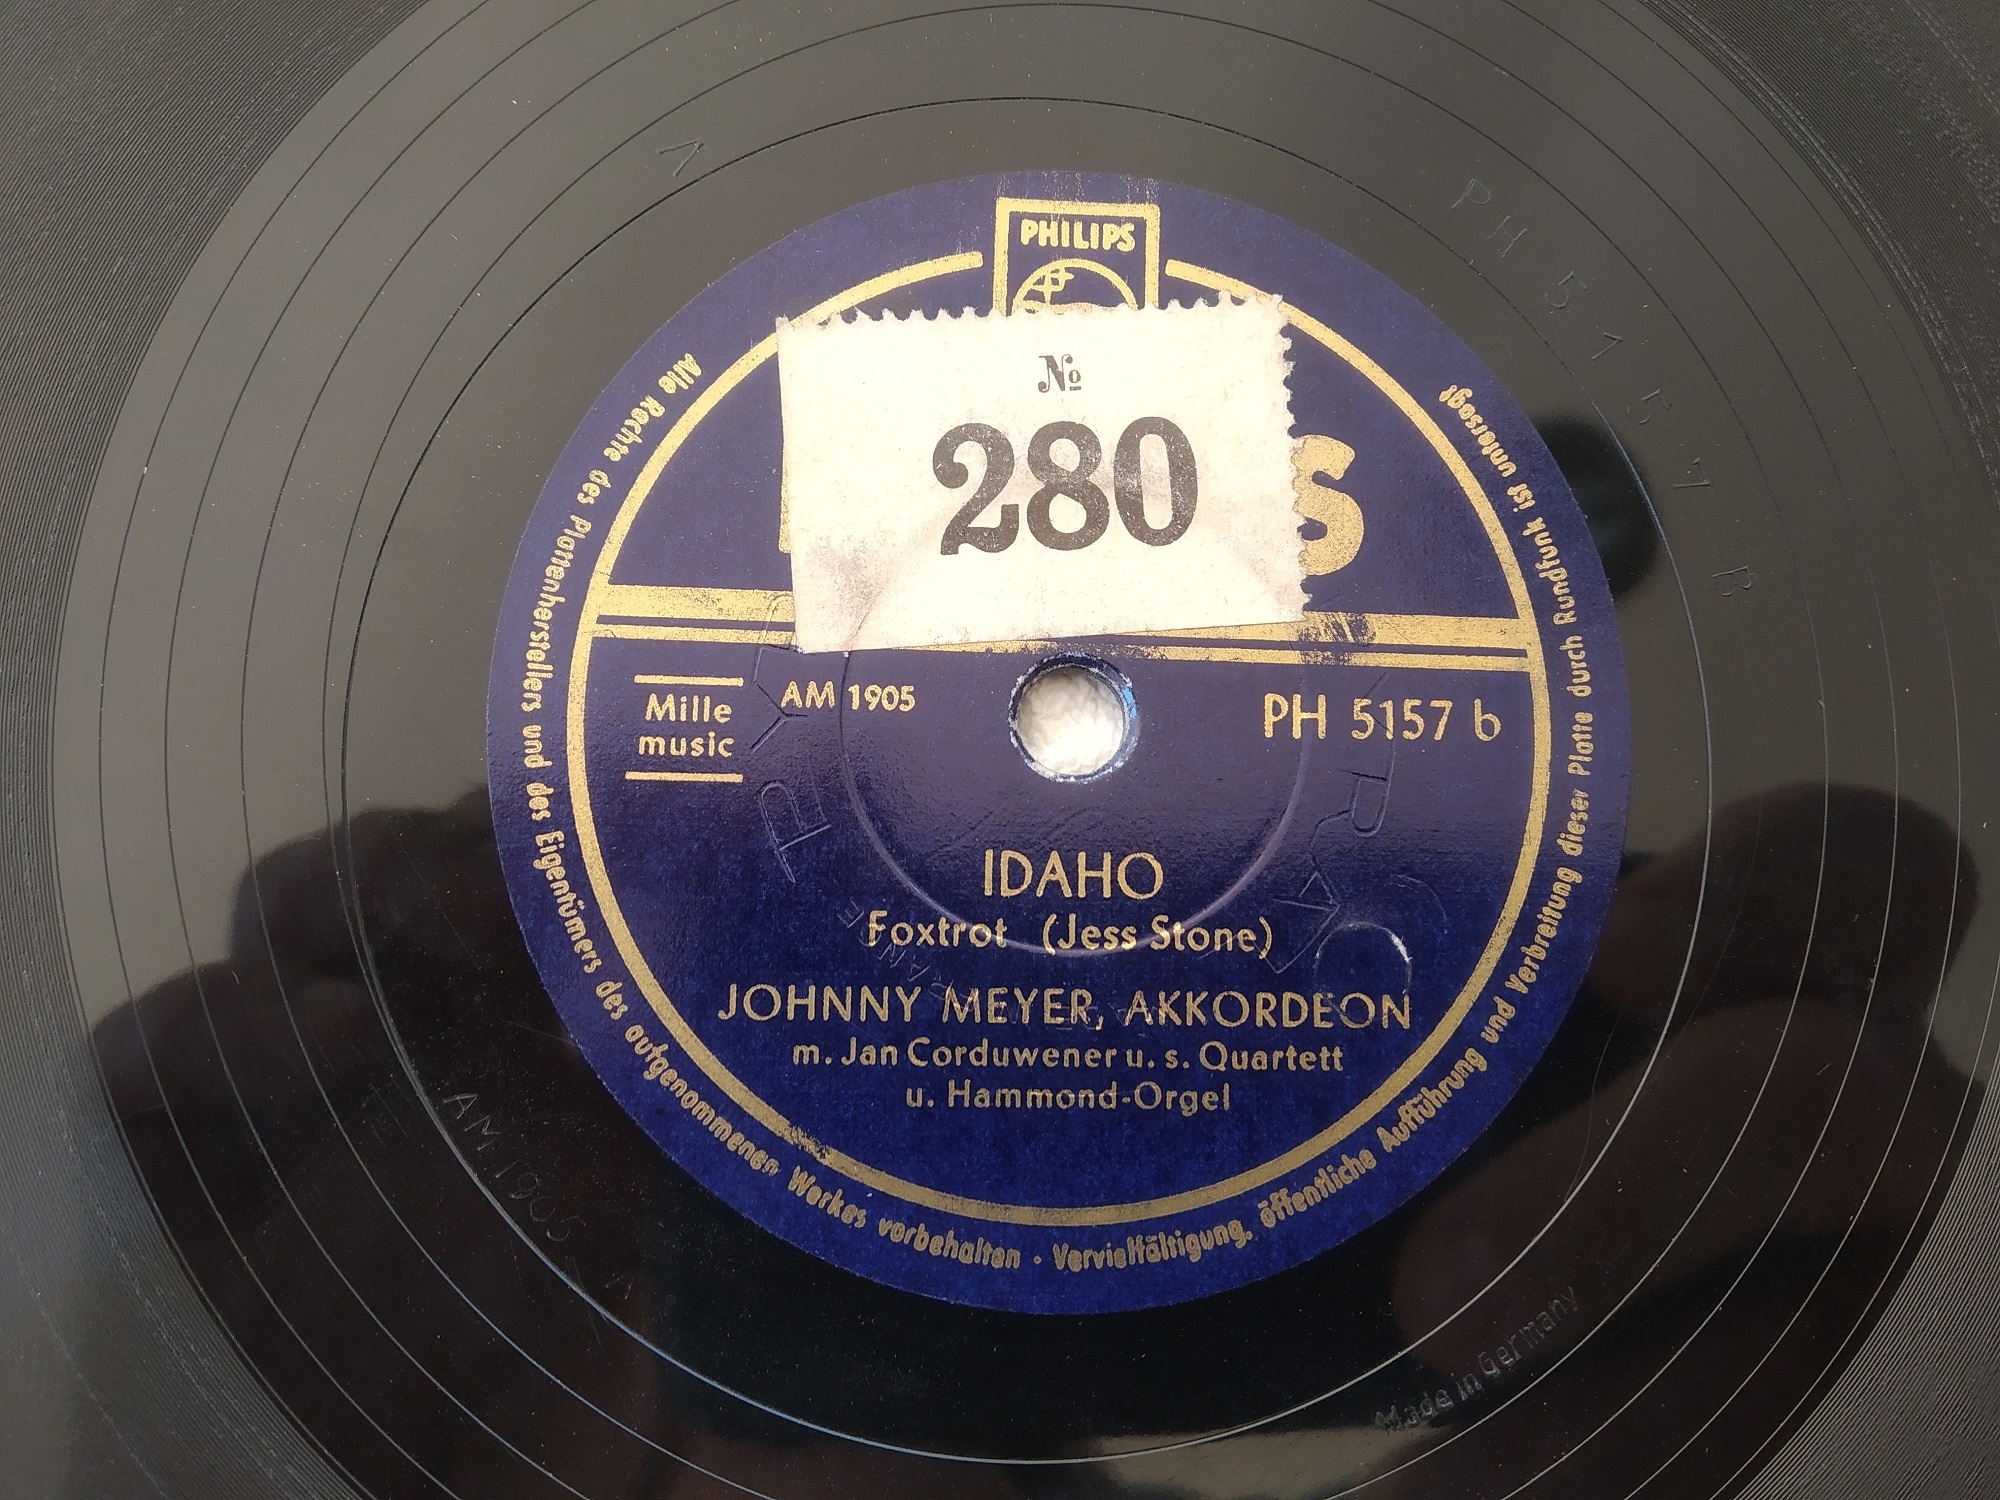 PHILIPS
№
280
S
Mille
music
AM 1905
PH 5157 b
IDAHO
Foxtrot (Jess Stone)
JOHNNY MEYER, AKKORDEON
m. Jan Corduwener u. s. Quartett
u. Hammond-Orgel
Alle Rechte des Plattenherstellers und des Eigentümers des aufgenommenen Werkes vorbehalten · Vervielfältigung, öffentliche Aufführung und Verbreitung dieser Platte durch Rundfunk ist untersagt
A PH 5157 B
AM 1905 A
Made in Germany